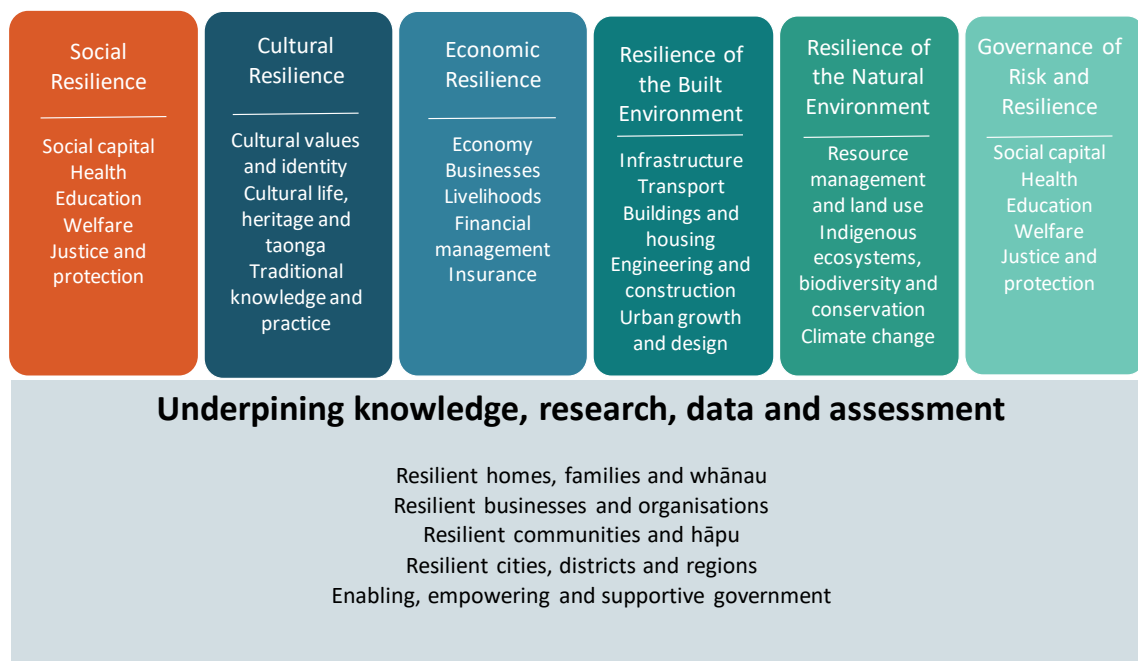 Social
Resilience
Social capital
Health
Education
Welfare
Justice and
protection
Cultural
Resilience
Cultural values
and identity
Cultural life,
heritage and
taonga
Traditional
knowledge and
practice
Economic
Resilience
Economy
Businesses
Livelihoods
Financial
management
Insurance
Resilience of
the Built
Environment
Infrastructure
Transport
Buildings and
housing
Engineering and
construction
Urban growth
and design
Resilience of
the Natural
Environment
Resource
management
and land use
Indigenous
ecosystems,
biodiversity and
conservation
Climate change
Governance of
Risk and
Resilience
Social capital
Health
Education
Welfare
Justice and
protection
Underpining knowledge, research, data and assessment
Resilient homes, families and whānau
Resilient businesses and organisations
Resilient communities and hāpu
Resilient cities, districts and regions
Enabling, empowering and supportive government